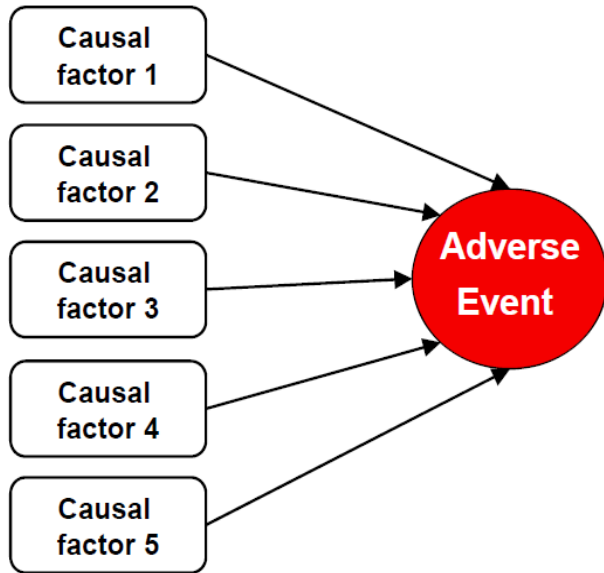 Causal
factor 1
Causal
factor 2
Causal
factor 3
Causal
factor 4
Causal
factor 5
Adverse
Event